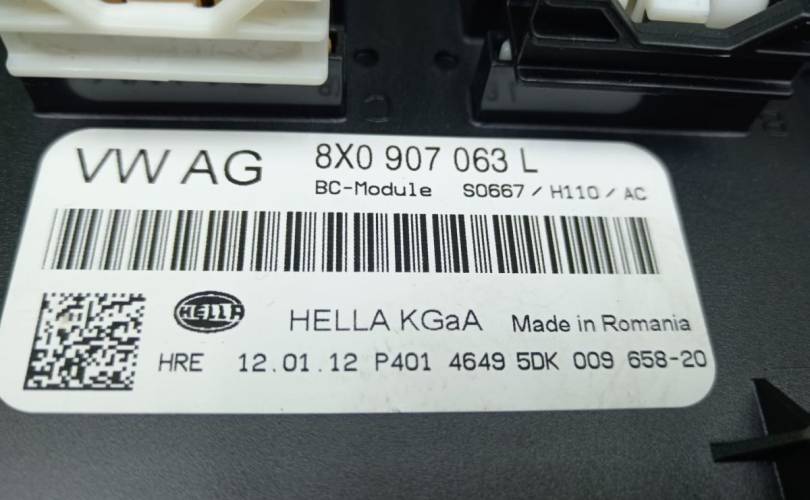 VW AG 8X0 907 063 L
BC-Module S0667 / H110 / AC
HELLA HELLA KGaA Made in Romania
HRE 12.01.12 P401 4649 5DK 009 658-20